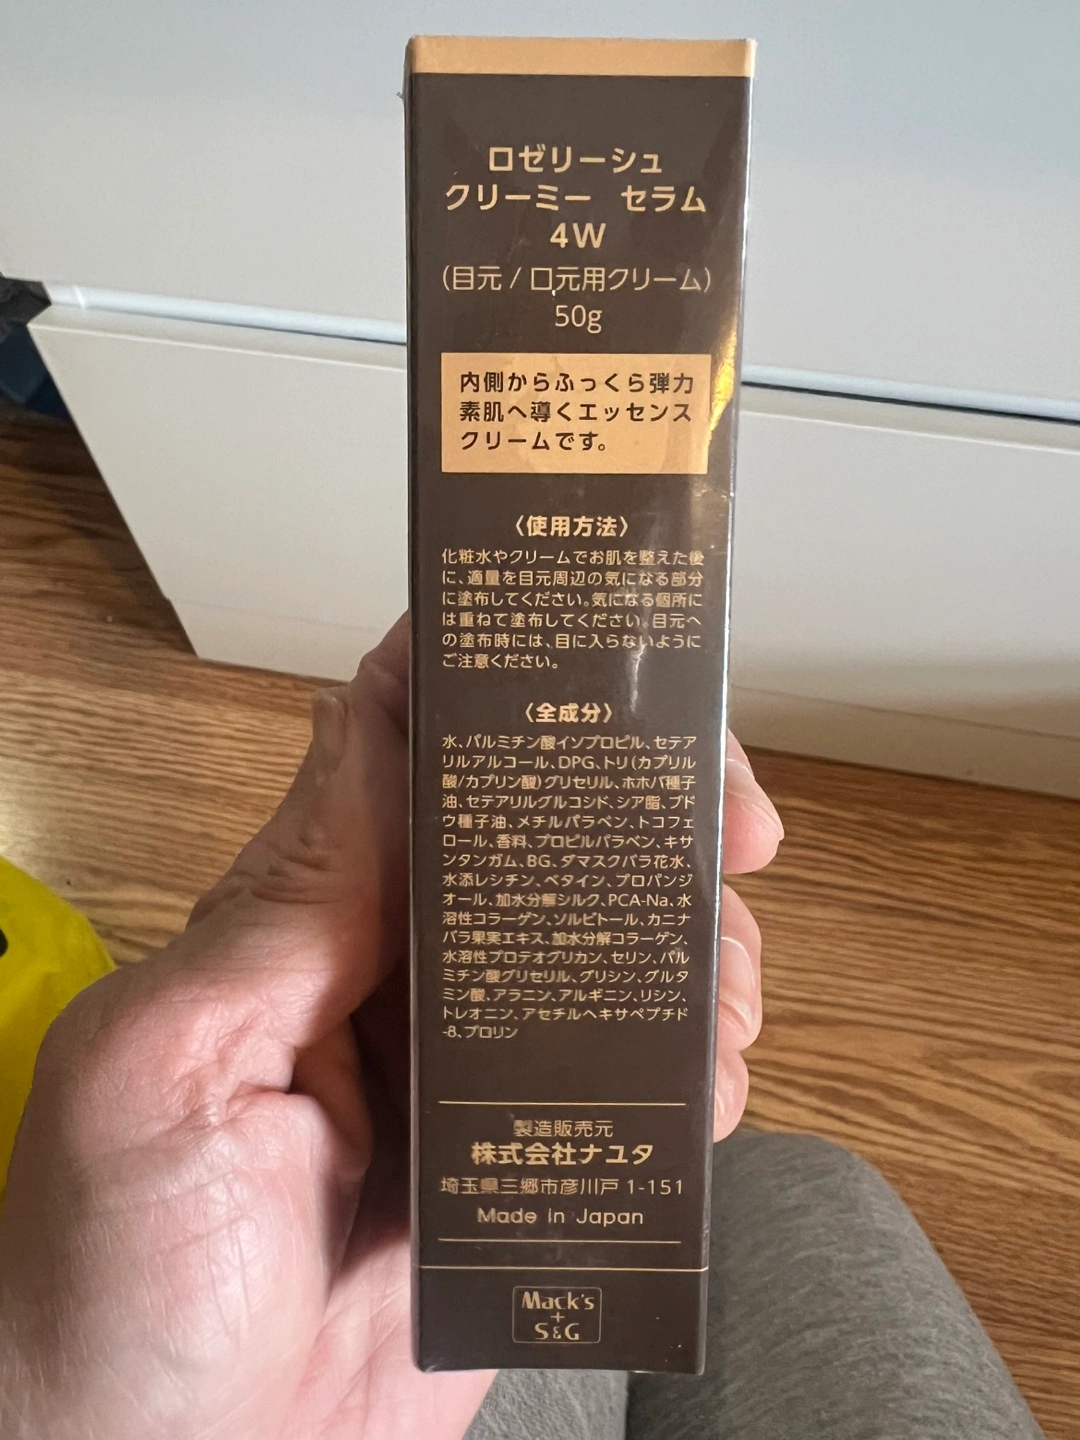 ロゼリーシュ
クリーミー セラム
4W
(目元 / 口元用クリーム)
50g
内側からふっくら弾力
素肌へ導くエッセンス
クリームです。
〈使用方法〉
化粧水やクリームでお肌を整えた後
に、適量を目元周辺の気になる部分
に塗布してください。気になる個所に
は重ねて塗布してください。目元へ
の塗布時には、目に入らないように
ご注意ください。
〈全成分〉
水、パルミチン酸イソプロピル、セテア
リルアルコール、DPG、トリ(カプリル
酸/カプリン酸)グリセリル、ホホバ種子
油、セテアリルグルコシド、シア脂、ブド
ウ種子油、メチルパラベン、トコフェ
ロール、香料、プロピルパラベン、キサ
ンタンガム、BG、ダマスクバラ花水、
水添レシチン、ベタイン、プロパンジ
オール、加水分解シルク、PCA-Na、水
溶性コラーゲン、ソルビトール、カニナ
バラ果実エキス、加水分解コラーゲン、
水溶性プロテオグリカン、セリン、パル
ミチン酸グリセリル、グリシン、グルタ
ミン酸、アラニン、アルギニン、リシン、
トレオニン、アセチルヘキサペプチド
-8、プロリン
製造販売元
株式会社ナユタ
埼玉県三郷市彦川戸 1-151
Made in Japan
Mack's
+
S&G